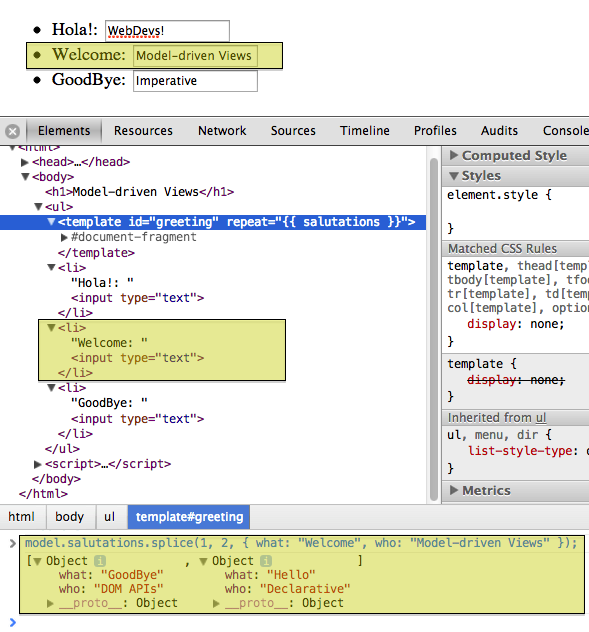 Hola!: WebDevs!
Welcome: Model-driven Views
GoodBye: Imperative
Elements Resources Network Sources Timeline Profiles Audits Console
<html>
<head>…</head>
<body>
<h1>Model-driven Views</h1>
<ul>
<template id="greeting" repeat="{{ salutations }}">
#document-fragment
</template>
<li>
"Hola!: "
<input type="text">
</li>
<li>
"Welcome: "
<input type="text">
</li>
<li>
"GoodBye: "
<input type="text">
</li>
</ul>
<script>…</script>
</body>
</html>
Computed Style
Styles
element.style {
}
Matched CSS Rules
template, thead[temp
tbody[template], tfo
tr[template], td[tem
col[template], optio
display: none;
}
template {
display: none;
}
Inherited from ul
ul, menu, dir {
list-style-type: d
}
Metrics
html body ul template#greeting
> model.salutations.splice(1, 2, { what: "Welcome", who: "Model-driven Views" });
[▼ Object i , ▼ Object i ]
what: "GoodBye" what: "Hello"
who: "DOM APIs" who: "Declarative"
▶ __proto__: Object ▶ __proto__: Object
>